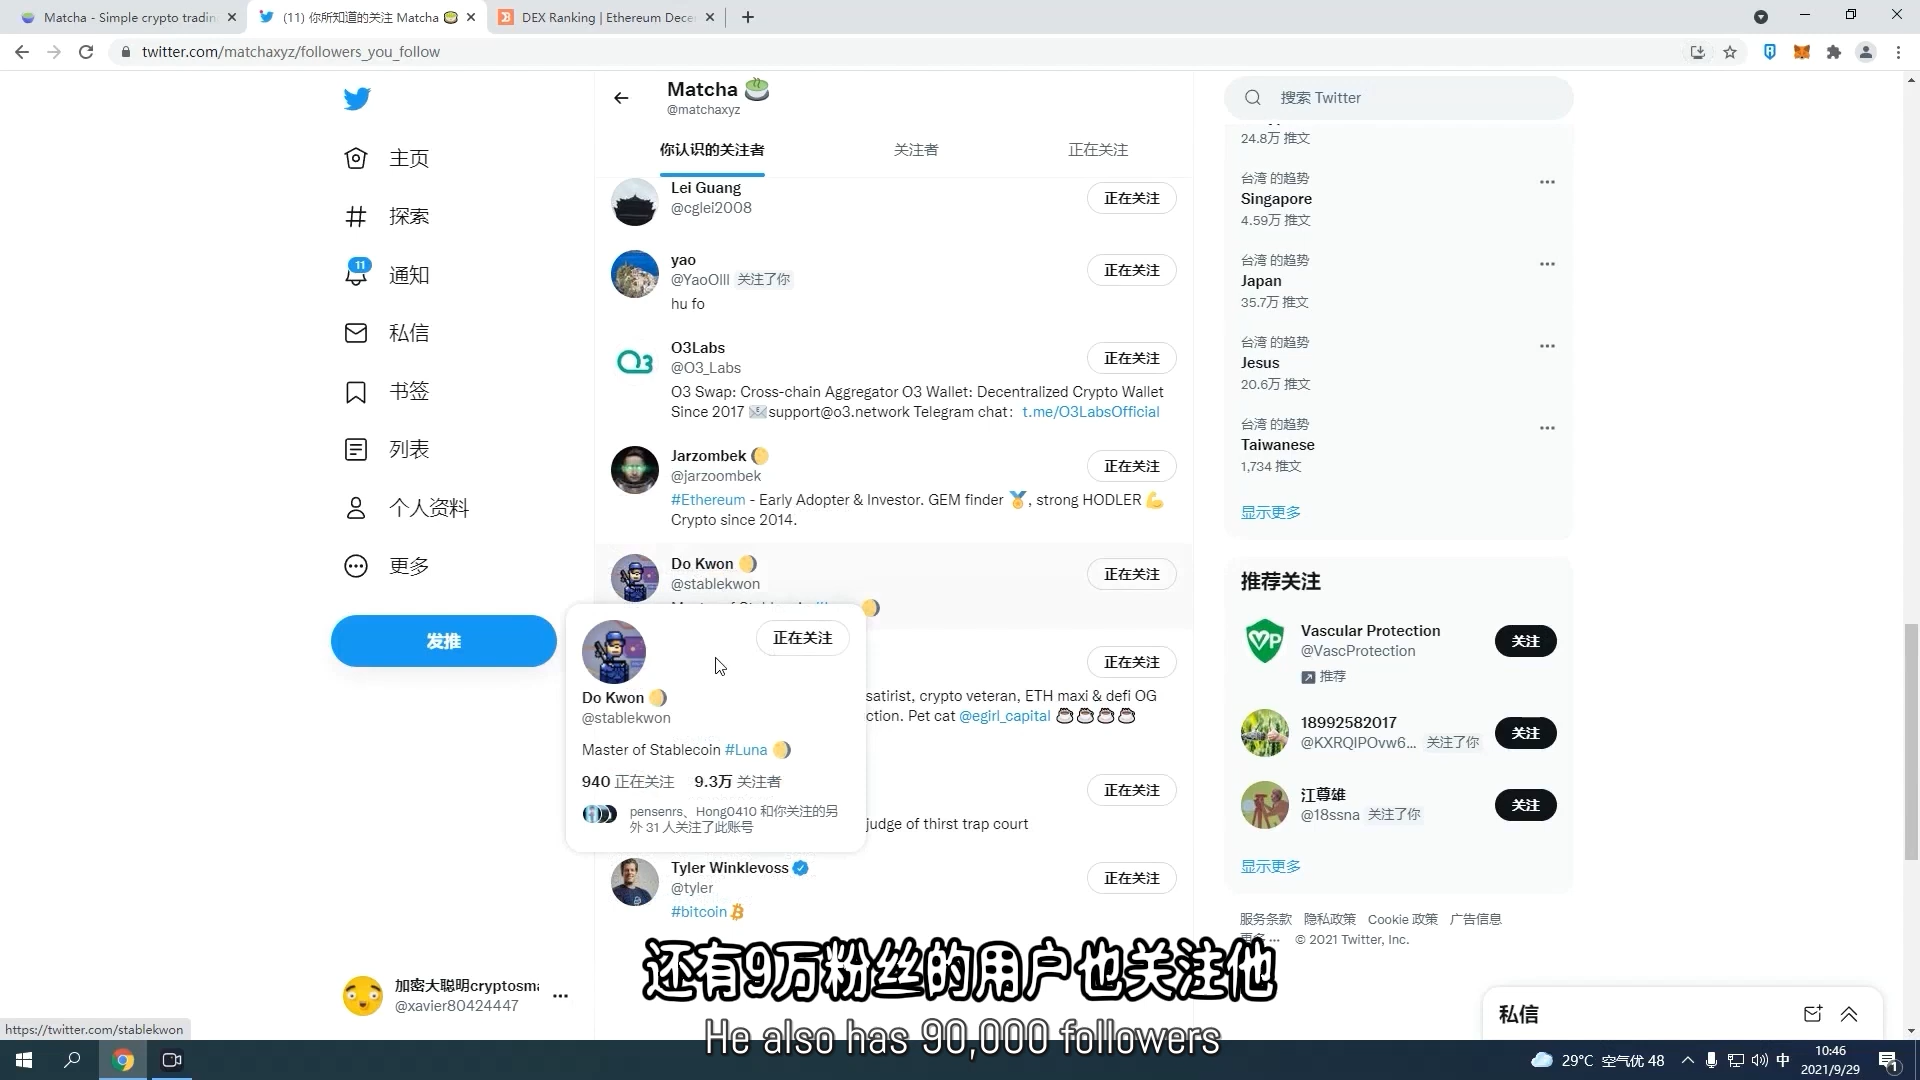 Matcha - Simple crypto tradin
(11) 你所知道的关注 Matcha 🍵
DEX Ranking | Ethereum Dece
twitter.com/matchaxyz/followers_you_follow
主页
探索
11
通知
私信
书签
列表
个人资料
更多
发推
加密大聪明cryptosma
@xavier80424447
Matcha 🍵
@matchaxyz
你认识的关注者
关注者
正在关注
Lei Guang
@cglei2008
正在关注
yao
@YaoOlll 关注了你
hu fo
正在关注
O3
O3Labs
@O3_Labs
正在关注
O3 Swap: Cross-chain Aggregator O3 Wallet: Decentralized Crypto Wallet
Since 2017 📧support@o3.network Telegram chat: t.me/O3LabsOfficial
Jarzombek 🌔
@jarzoombek
正在关注
#Ethereum - Early Adopter & Investor. GEM finder 🏅, strong HODLER 💪
Crypto since 2014.
Do Kwon 🌖
@stablekwon
正在关注
正在关注
Do Kwon 🌖
@stablekwon
Master of Stablecoin #Luna 🌖
940 正在关注 9.3万 关注者
pensenrs、Hong0410 和你关注的另
外 31 人关注了此账号
正在关注
satirist, crypto veteran, ETH maxi & defi OG
ction. Pet cat @egirl_capital
正在关注
judge of thirst trap court
Tyler Winklevoss
@tyler
正在关注
#bitcoin
搜索 Twitter
24.8万 推文
台湾 的趋势
Singapore
4.59万 推文
台湾 的趋势
Japan
35.7万 推文
台湾 的趋势
Jesus
20.6万 推文
台湾 的趋势
Taiwanese
1,734 推文
显示更多
推荐关注
VP
Vascular Protection
@VascProtection
推荐
关注
18992582017
@KXRQIPOvw6... 关注了你
关注
江尊雄
@18ssna 关注了你
关注
显示更多
服务条款 隐私政策 Cookie 政策 广告信息
更多 ··· © 2021 Twitter, Inc.
私信
还有9万粉丝的用户也关注他
He also has 90,000 followers
https://twitter.com/stablekwon
29°C 空气优 48
中
10:46
2021/9/29
1